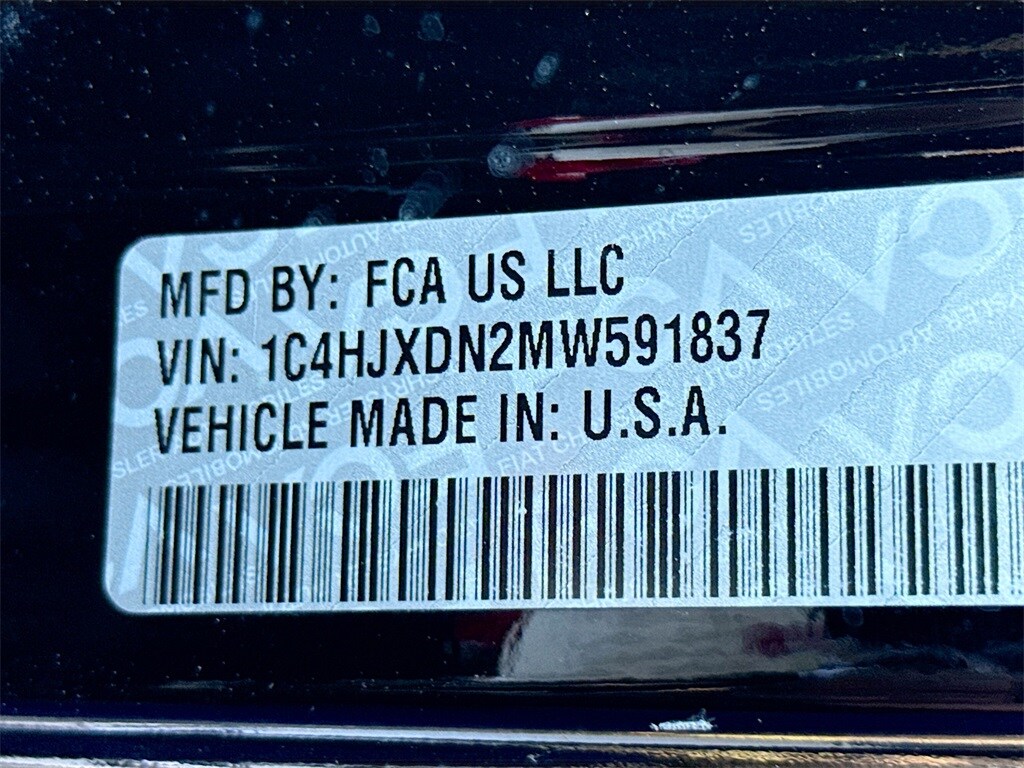 MFD BY: FCA US LLC
VIN: 1C4HJXDN2MW591837
VEHICLE MADE IN: U.S.A.